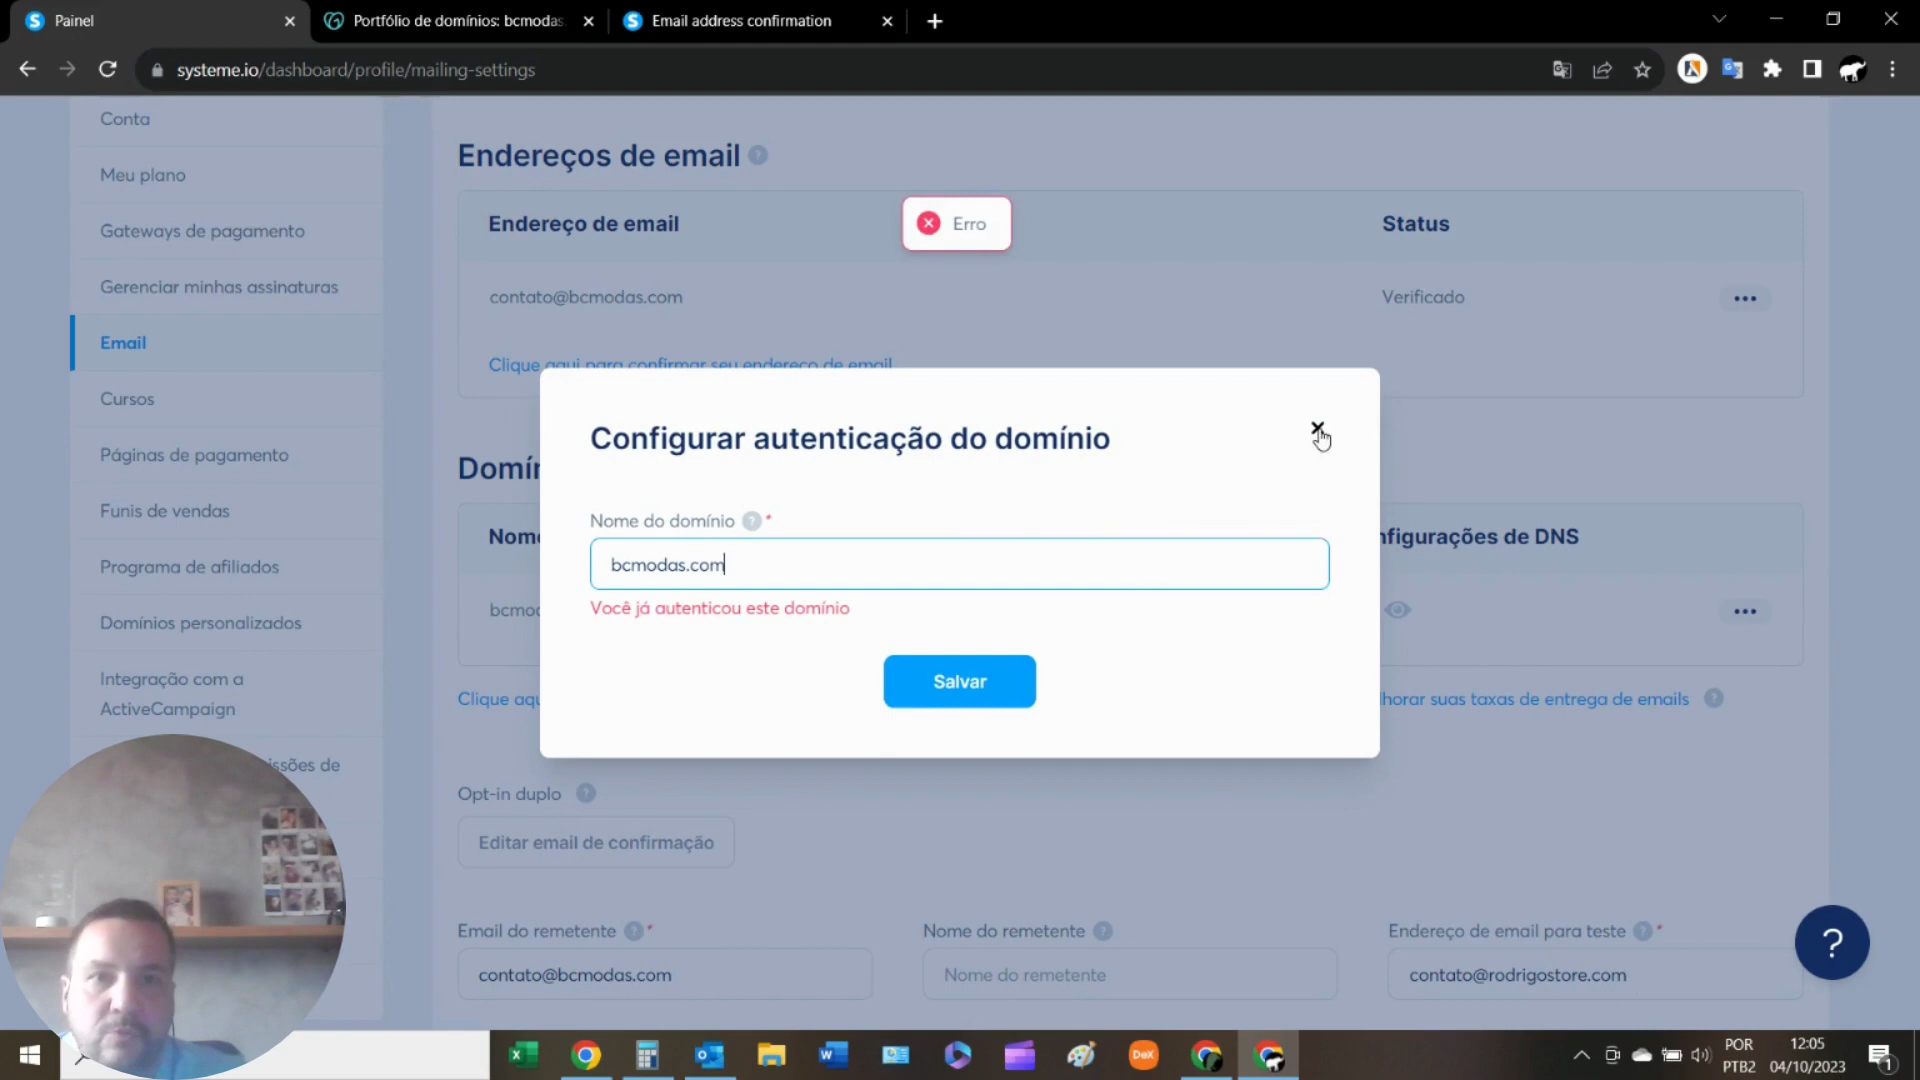 Painel
Portfólio de domínios: bcmodas.
Email address confirmation
systeme.io/dashboard/profile/mailing-settings
Conta
Meu plano
Gateways de pagamento
Gerenciar minhas assinaturas
Email
Cursos
Páginas de pagamento
Funis de vendas
Programa de afiliados
Domínios personalizados
Integração com a
ActiveCampaign
issões de
Endereços de email
Endereço de email
Status
Erro
contato@bcmodas.com
Verificado
Clique aqui para confirmar seu endereço de email
Configurar autenticação do domínio
Nome do domínio *
bcmodas.com
Você já autenticou este domínio
Salvar
Domín
Nome
nfigurações de DNS
bcmod
Clique aqu
lhorar suas taxas de entrega de emails
Opt-in duplo
Editar email de confirmação
Email do remetente *
contato@bcmodas.com
Nome do remetente
Nome do remetente
Endereço de email para teste *
contato@rodrigostore.com
?
DeX
POR
PTB2
12:05
04/10/2023
1